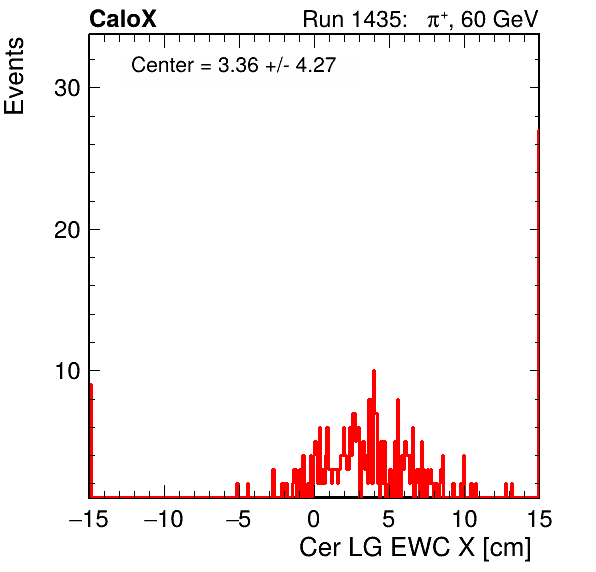 CaloX Run 1435: π⁺, 60 GeV
Center = 3.36 +/- 4.27
Events
30
20
10
−15 −10 −5 0 5 10 15
Cer LG EWC X [cm]